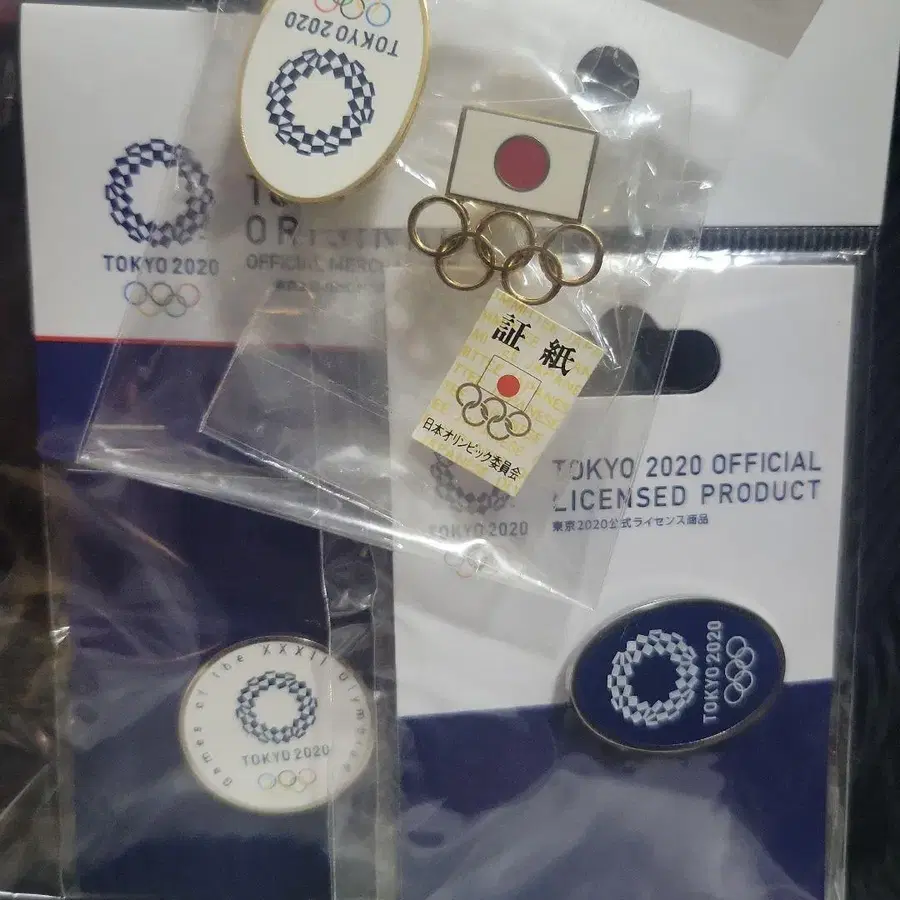 TOKYO 2020
TOKYO 2020
OFFICIAL MERCH
証紙
日本オリンピック委員会
TOKYO 2020
TOKYO 2020 OFFICIAL
LICENSED PRODUCT
東京2020公式ライセンス商品
Games of the XXXII Olympiad
TOKYO 2020
TOKYO 2020